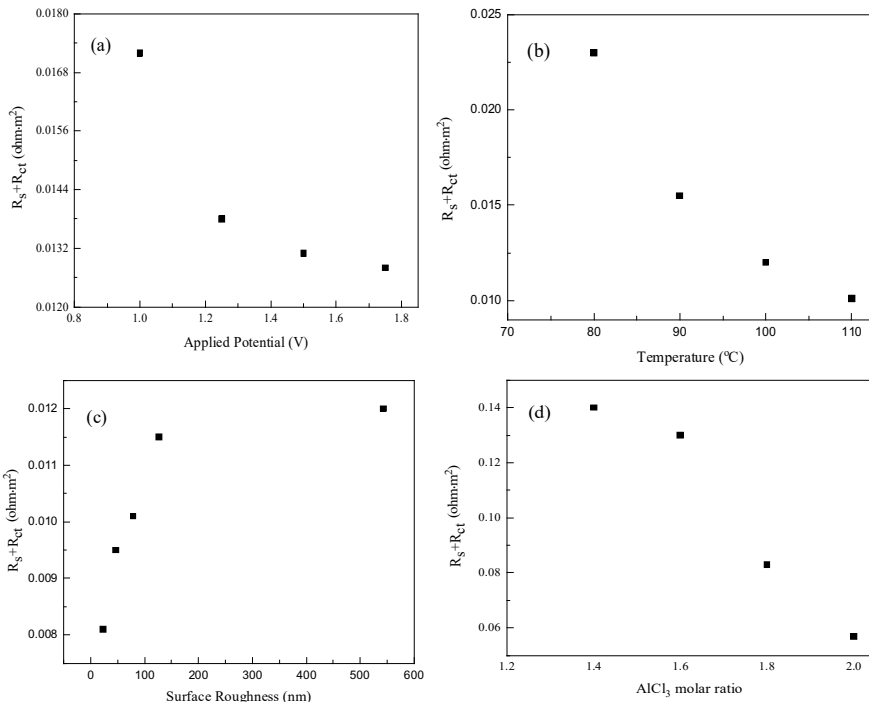 (a)
0.0180
0.0168
0.0156
0.0144
0.0132
0.0120
Rs+Rct (ohm·m²)
0.8 1.0 1.2 1.4 1.6 1.8
Applied Potential (V)
(b)
0.025
0.020
0.015
0.010
Rs+Rct (ohm·m²)
70 80 90 100 110
Temperature (°C)
(c)
0.012
0.011
0.010
0.009
0.008
Rs+Rct (ohm·m²)
0 100 200 300 400 500 600
Surface Roughness (nm)
(d)
0.14
0.12
0.10
0.08
0.06
Rs+Rct (ohm·m²)
1.2 1.4 1.6 1.8 2.0
AlCl₃ molar ratio